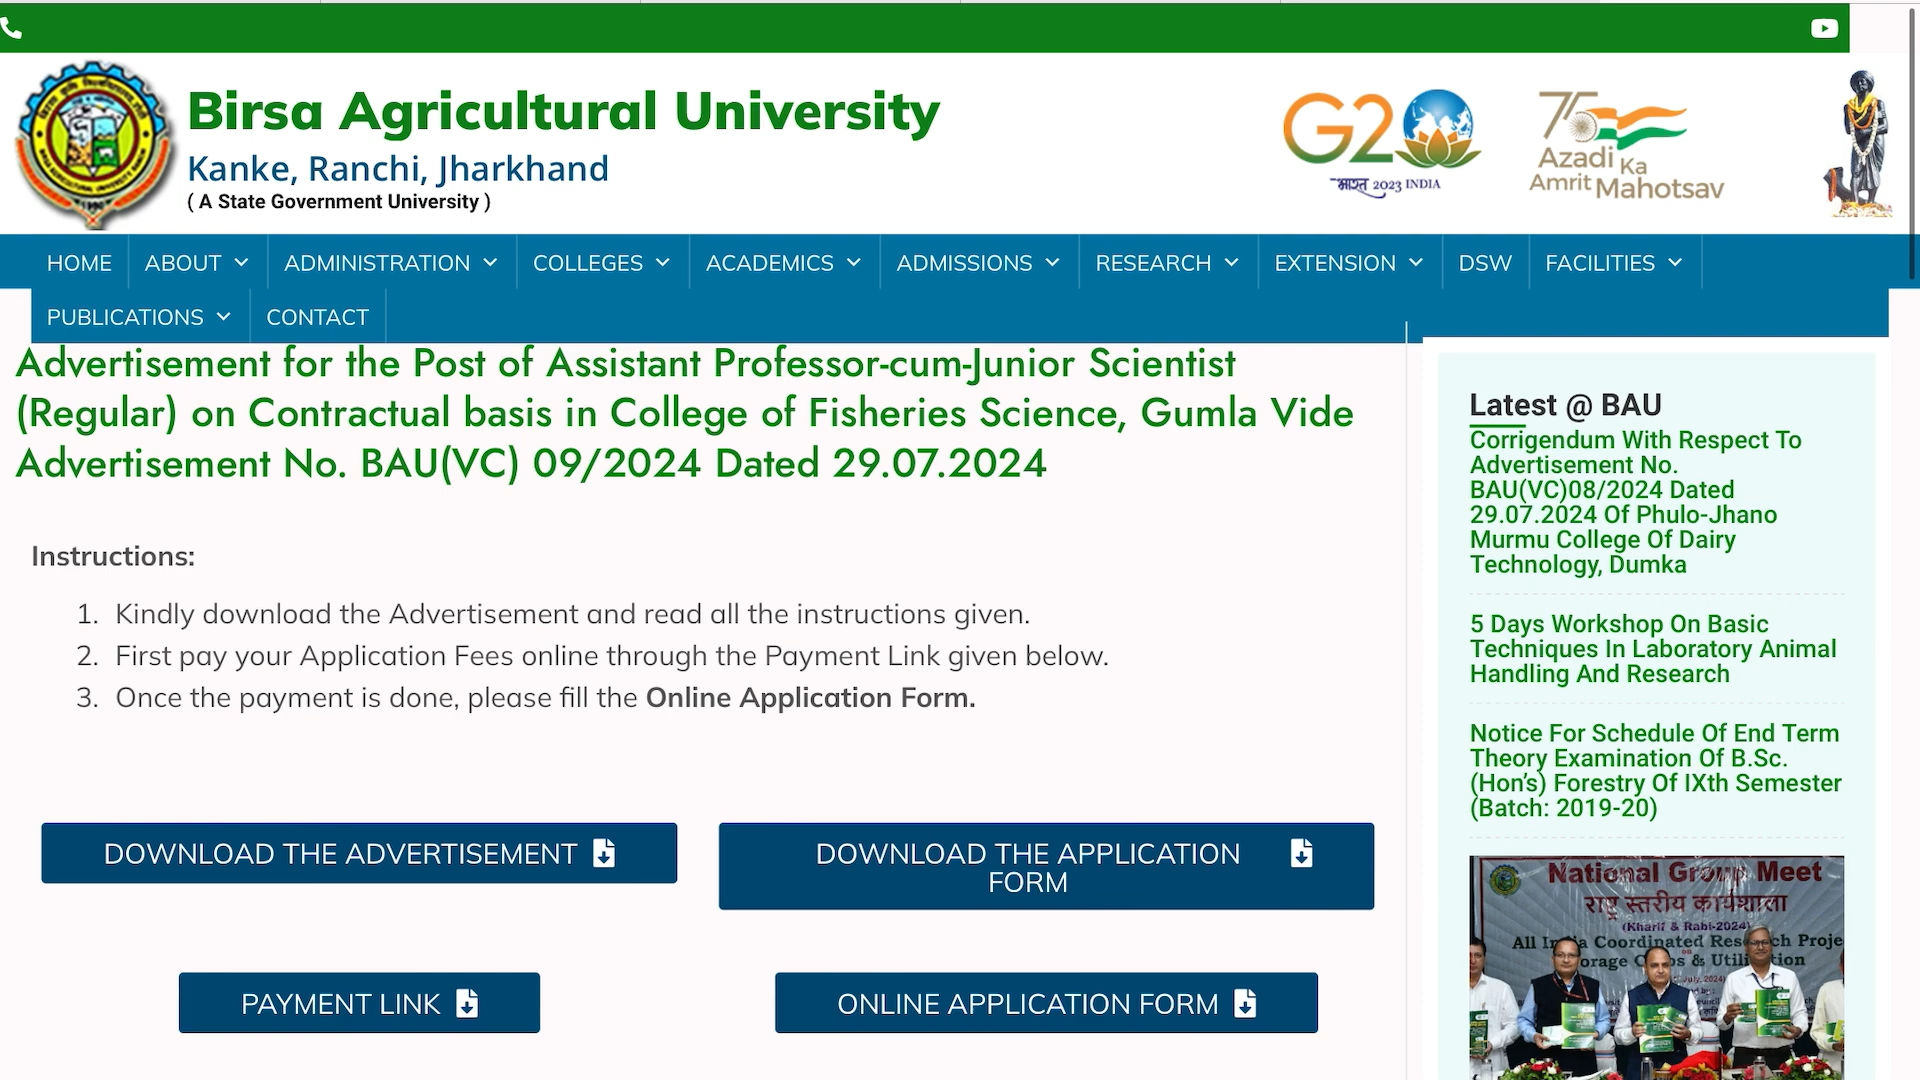 Birsa Agricultural University
Kanke, Ranchi, Jharkhand
( A State Government University )
G20
भारत 2023 INDIA
75
Azadi Ka
Amrit Mahotsav
HOME ABOUT ADMINISTRATION COLLEGES ACADEMICS ADMISSIONS RESEARCH EXTENSION DSW FACILITIES
PUBLICATIONS CONTACT
Advertisement for the Post of Assistant Professor-cum-Junior Scientist
(Regular) on Contractual basis in College of Fisheries Science, Gumla Vide
Advertisement No. BAU(VC) 09/2024 Dated 29.07.2024
Instructions:
1. Kindly download the Advertisement and read all the instructions given.
2. First pay your Application Fees online through the Payment Link given below.
3. Once the payment is done, please fill the Online Application Form.
DOWNLOAD THE ADVERTISEMENT
DOWNLOAD THE APPLICATION
FORM
PAYMENT LINK
ONLINE APPLICATION FORM
Latest @ BAU
Corrigendum With Respect To
Advertisement No.
BAU(VC)08/2024 Dated
29.07.2024 Of Phulo-Jhano
Murmu College Of Dairy
Technology, Dumka
5 Days Workshop On Basic
Techniques In Laboratory Animal
Handling And Research
Notice For Schedule Of End Term
Theory Examination Of B.Sc.
(Hon’s) Forestry Of IXth Semester
(Batch: 2019-20)
National Group Meet
राष्ट्र स्तरीय कार्यशाला
(Kharif & Rabi-2024)
All India Coordinated Research Proje
on